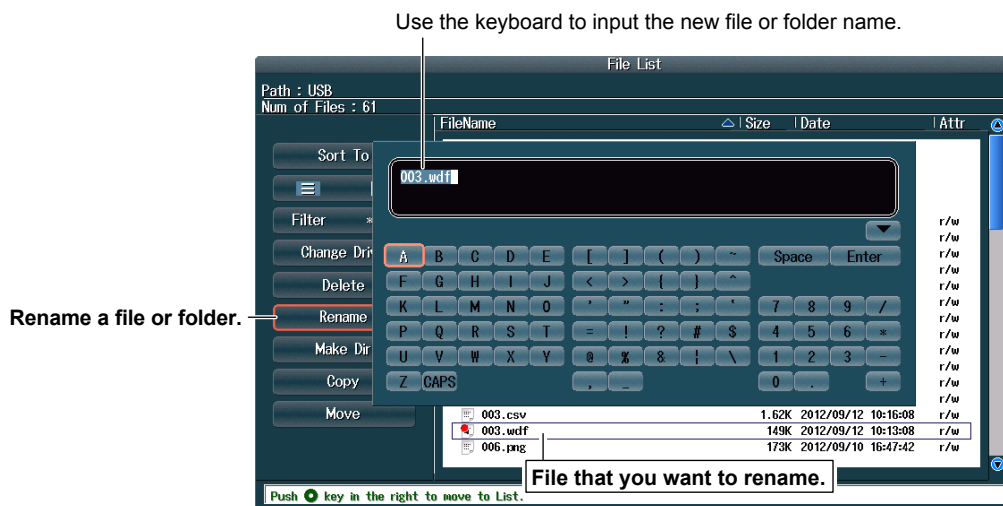 Use the keyboard to input the new file or folder name.
File List
Path : USB
Num of Files : 61
FileName Size Date Attr
Sort To
003.wdf
Filter *
r/w
r/w
Change Dri
A B C D E [ ] ( ) ~ Space Enter
r/w
r/w
Delete
F G H I J < > { } ^
r/w
Rename a file or folder.
Rename
K L M N O ' " : ; ` 7 8 9 /
r/w
r/w
P Q R S T = ! ? # $ 4 5 6 *
r/w
Make Dir
U V W X Y @ % & ¦ \ 1 2 3 -
r/w
r/w
Copy
Z CAPS , _ 0 . +
r/w
r/w
Move
003.csv 1.62K 2012/09/12 10:16:08 r/w
003.wdf 149K 2012/09/12 10:13:08 r/w
006.png 173K 2012/09/10 16:47:42 r/w
File that you want to rename.
Push key in the right to move to List.